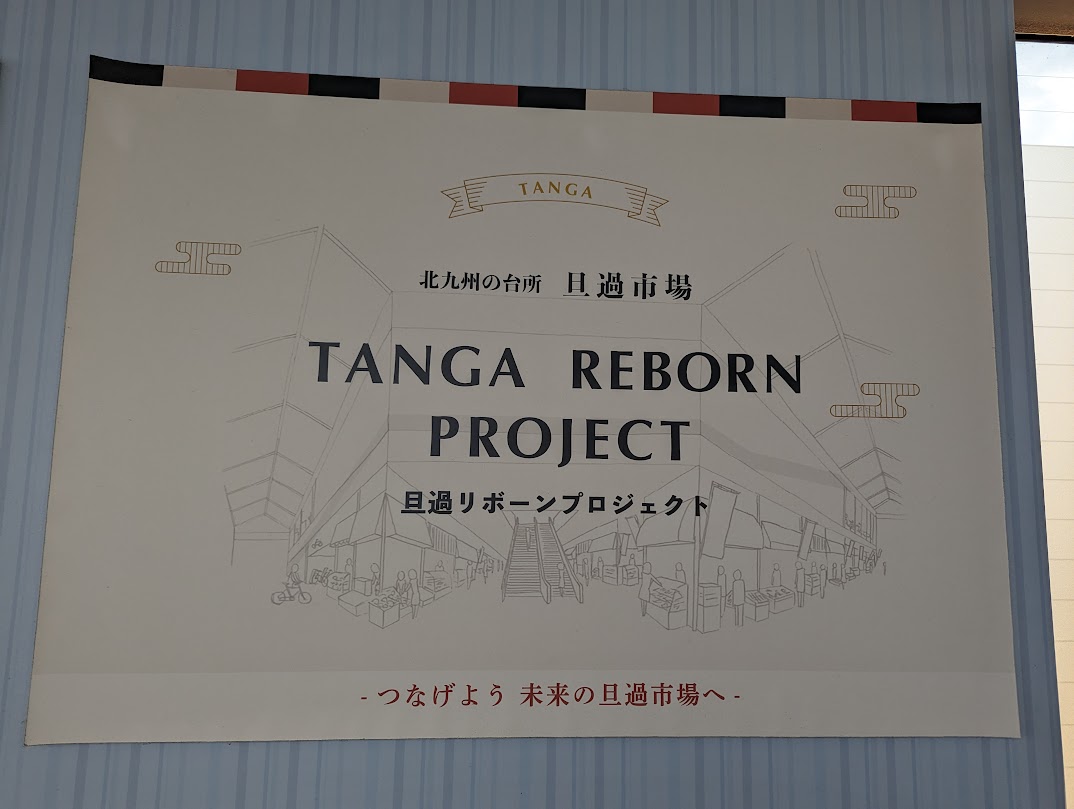 TANGA
北九州の台所 旦過市場
TANGA REBORN
PROJECT
旦過リボーンプロジェクト
- つなげよう 未来の旦過市場へ -